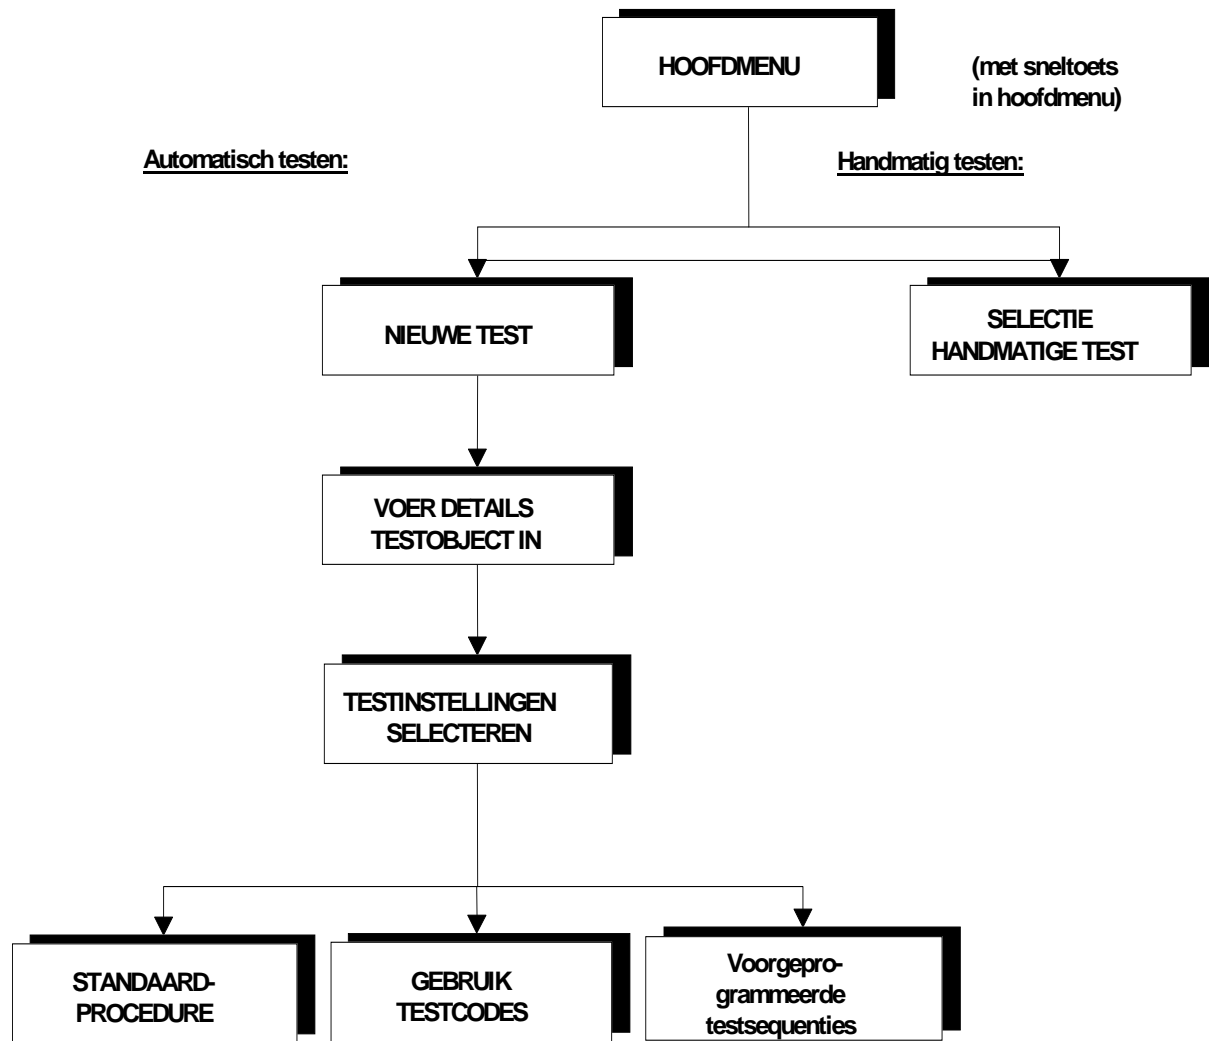 HOOFDMENU
(met sneltoets
in hoofdmenu)
Automatisch testen:
Handmatig testen:
NIEUWE TEST
SELECTIE
HANDMATIGE TEST
VOER DETAILS
TESTOBJECT IN
TESTINSTELLINGEN
SELECTEREN
STANDAARD-
PROCEDURE
GEBRUIK
TESTCODES
Voorgepro-
grammeerde
testsequenties